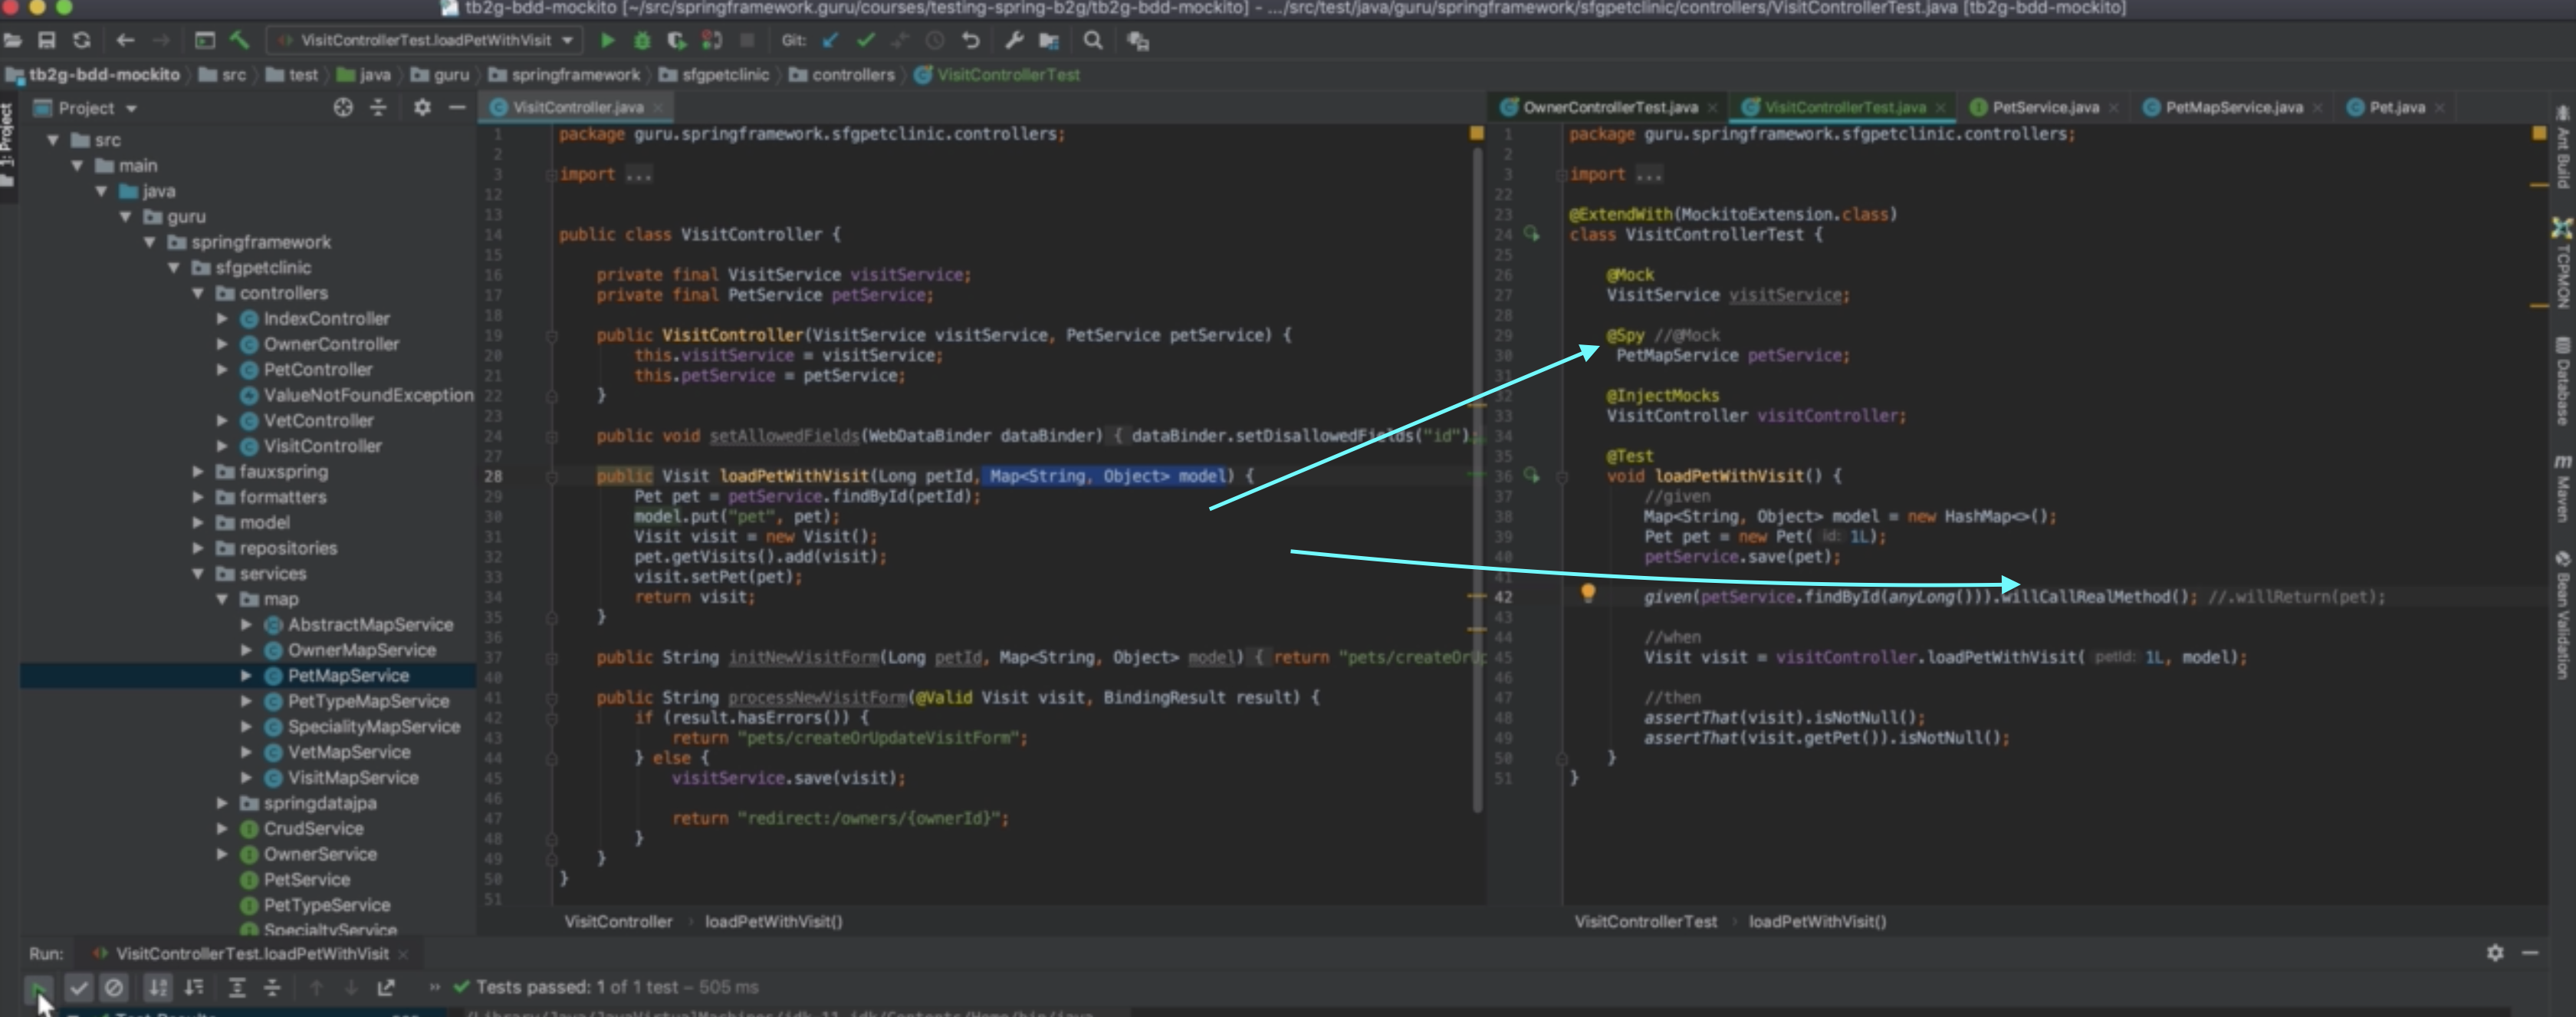 tb2g-bdd-mockito [~/src/springframework.guru/courses/testing-spring-b2g/tb2g-bdd-mockito] - .../src/test/java/guru/springframework/sfgpetclinic/controllers/VisitControllerTest.java [tb2g-bdd-mockito]
VisitControllerTest.loadPetWithVisit
Git:
tb2g-bdd-mockito src test java guru springframework sfgpetclinic controllers VisitControllerTest
1: Project
Project
src
main
java
guru
springframework
sfgpetclinic
controllers
IndexController
OwnerController
PetController
ValueNotFoundException
VetController
VisitController
fauxspring
formatters
model
repositories
services
map
AbstractMapService
OwnerMapService
PetMapService
PetTypeMapService
SpecialityMapService
VetMapService
VisitMapService
springdatajpa
CrudService
OwnerService
PetService
PetTypeService
SpecialtyService
VisitController.java
1 package guru.springframework.sfgpetclinic.controllers;
2
3 import ...
12
13
14 public class VisitController {
15
16 private final VisitService visitService;
17 private final PetService petService;
18
19 public VisitController(VisitService visitService, PetService petService) {
20 this.visitService = visitService;
21 this.petService = petService;
22 }
23
24 public void setAllowedFields(WebDataBinder dataBinder) { dataBinder.setDisallowedFields("id");
27
28 public Visit loadPetWithVisit(Long petId, Map<String, Object> model) {
29 Pet pet = petService.findById(petId);
30 model.put("pet", pet);
31 Visit visit = new Visit();
32 pet.getVisits().add(visit);
33 visit.setPet(pet);
34 return visit;
35 }
36
37 public String initNewVisitForm(Long petId, Map<String, Object> model) { return "pets/createOrUp
40
41 public String processNewVisitForm(@Valid Visit visit, BindingResult result) {
42 if (result.hasErrors()) {
43 return "pets/createOrUpdateVisitForm";
44 } else {
45 visitService.save(visit);
46
47 return "redirect:/owners/{ownerId}";
48 }
49 }
50 }
51
VisitController loadPetWithVisit()
OwnerControllerTest.java VisitControllerTest.java PetService.java PetMapService.java Pet.java
1 package guru.springframework.sfgpetclinic.controllers;
2
3 import ...
22
23 @ExtendWith(MockitoExtension.class)
24 class VisitControllerTest {
25
26 @Mock
27 VisitService visitService;
28
29 @Spy //@Mock
30 PetMapService petService;
31
32 @InjectMocks
33 VisitController visitController;
34
35 @Test
36 void loadPetWithVisit() {
37 //given
38 Map<String, Object> model = new HashMap<>();
39 Pet pet = new Pet( id: 1L);
40 petService.save(pet);
41
42 given(petService.findById(anyLong())).willCallRealMethod(); //.willReturn(pet);
43
44 //when
45 Visit visit = visitController.loadPetWithVisit( petId: 1L, model);
46
47 //then
48 assertThat(visit).isNotNull();
49 assertThat(visit.getPet()).isNotNull();
50 }
51 }
VisitControllerTest loadPetWithVisit()
Ant Build
TCPMON
Database
Maven
Bean Validation
Run: VisitControllerTest.loadPetWithVisit
Tests passed: 1 of 1 test – 505 ms